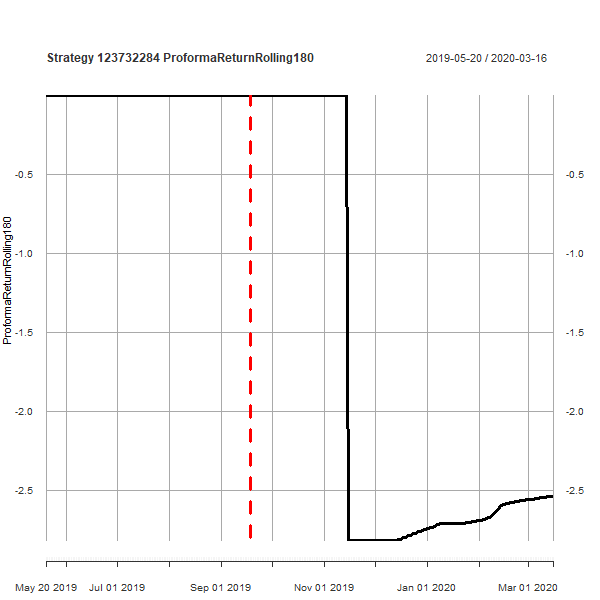 Strategy 123732284 ProformaReturnRolling180
2019-05-20 / 2020-03-16
ProformaReturnRolling180
-0.5 -0.5
-1.0 -1.0
-1.5 -1.5
-2.0 -2.0
-2.5 -2.5
May 20 2019 Jul 01 2019 Sep 01 2019 Nov 01 2019 Jan 01 2020 Mar 01 2020